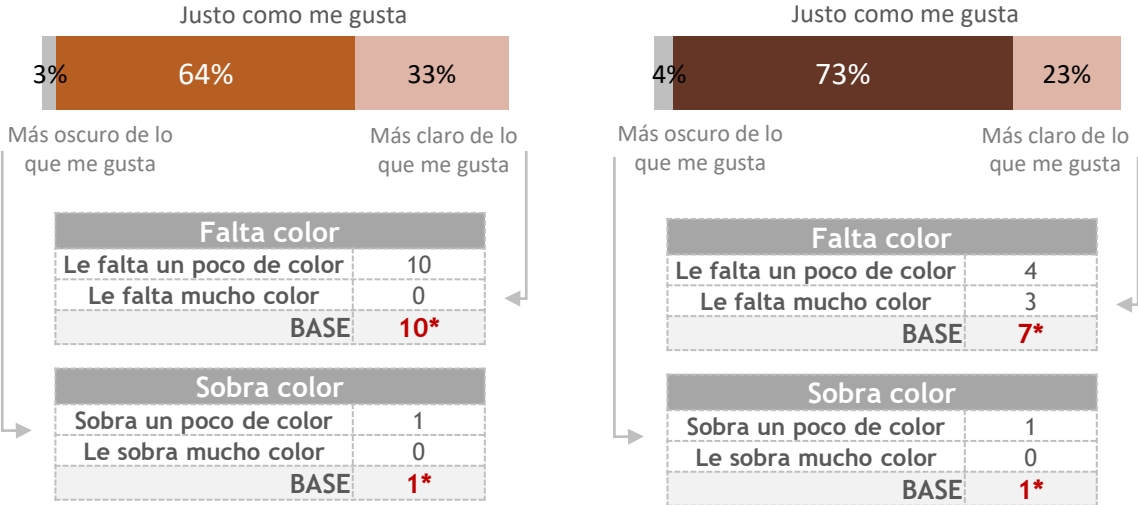 Justo como me gusta
3% 64% 33%
Más oscuro de lo
que me gusta
Más claro de lo
que me gusta
Falta color
Le falta un poco de color 10
Le falta mucho color 0
BASE 10*
Sobra color
Sobra un poco de color 1
Le sobra mucho color 0
BASE 1*
Justo como me gusta
4% 73% 23%
Más oscuro de lo
que me gusta
Más claro de lo
que me gusta
Falta color
Le falta un poco de color 4
Le falta mucho color 3
BASE 7*
Sobra color
Sobra un poco de color 1
Le sobra mucho color 0
BASE 1*